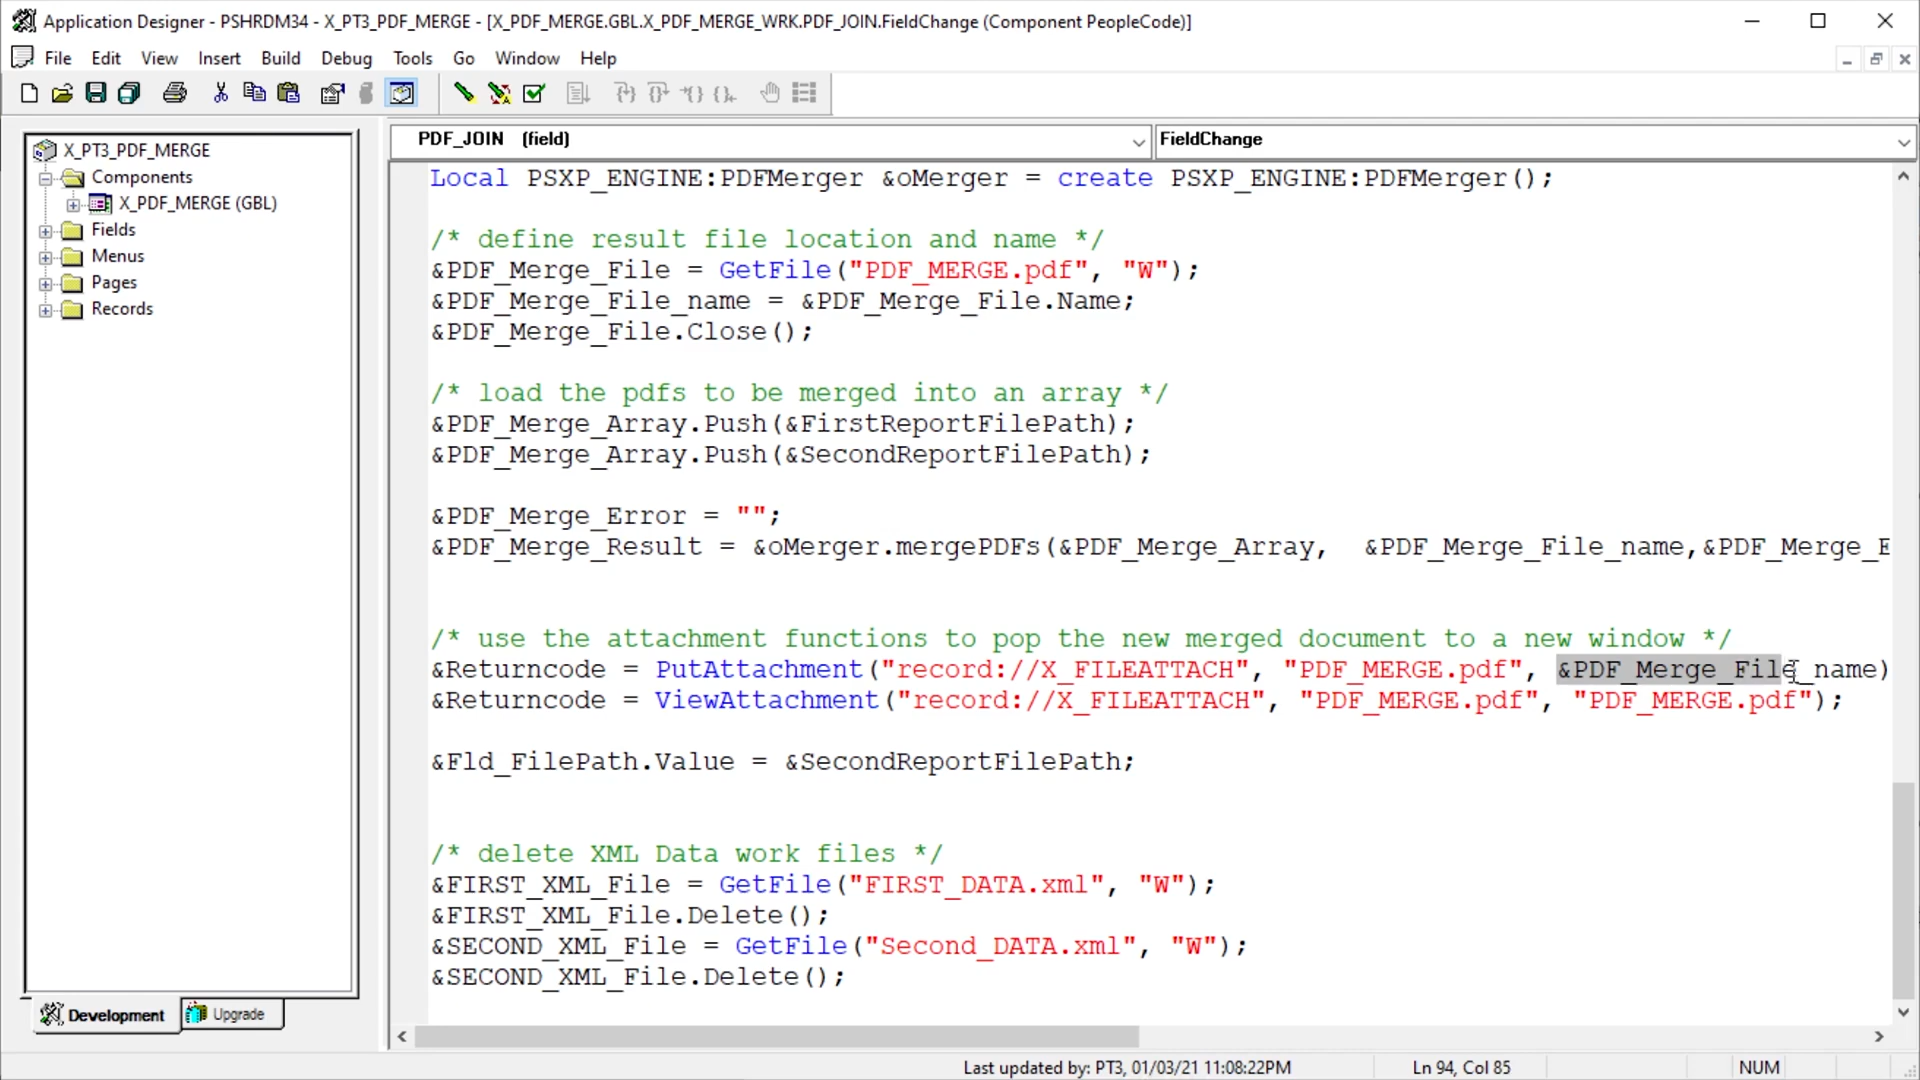 Application Designer - PSHRDM34 - X_PT3_PDF_MERGE - [X_PDF_MERGE.GBL.X_PDF_MERGE_WRK.PDF_JOIN.FieldChange (Component PeopleCode)]
File Edit View Insert Build Debug Tools Go Window Help
X_PT3_PDF_MERGE
Components
X_PDF_MERGE (GBL)
Fields
Menus
Pages
Records
Development
Upgrade
PDF_JOIN (field)
FieldChange
Local PSXP_ENGINE:PDFMerger &oMerger = create PSXP_ENGINE:PDFMerger();
/* define result file location and name */
&PDF_Merge_File = GetFile("PDF_MERGE.pdf", "W");
&PDF_Merge_File_name = &PDF_Merge_File.Name;
&PDF_Merge_File.Close();
/* load the pdfs to be merged into an array */
&PDF_Merge_Array.Push(&FirstReportFilePath);
&PDF_Merge_Array.Push(&SecondReportFilePath);
&PDF_Merge_Error = "";
&PDF_Merge_Result = &oMerger.mergePDFs(&PDF_Merge_Array,  &PDF_Merge_File_name,&PDF_Merge_E
/* use the attachment functions to pop the new merged document to a new window */
&Returncode = PutAttachment("record://X_FILEATTACH", "PDF_MERGE.pdf", &PDF_Merge_File_name)
&Returncode = ViewAttachment("record://X_FILEATTACH", "PDF_MERGE.pdf", "PDF_MERGE.pdf");
&Fld_FilePath.Value = &SecondReportFilePath;
/* delete XML Data work files */
&FIRST_XML_File = GetFile("FIRST_DATA.xml", "W");
&FIRST_XML_File.Delete();
&SECOND_XML_File = GetFile("Second_DATA.xml", "W");
&SECOND_XML_File.Delete();
Last updated by: PT3, 01/03/21 11:08:22PM
Ln 94, Col 85
NUM